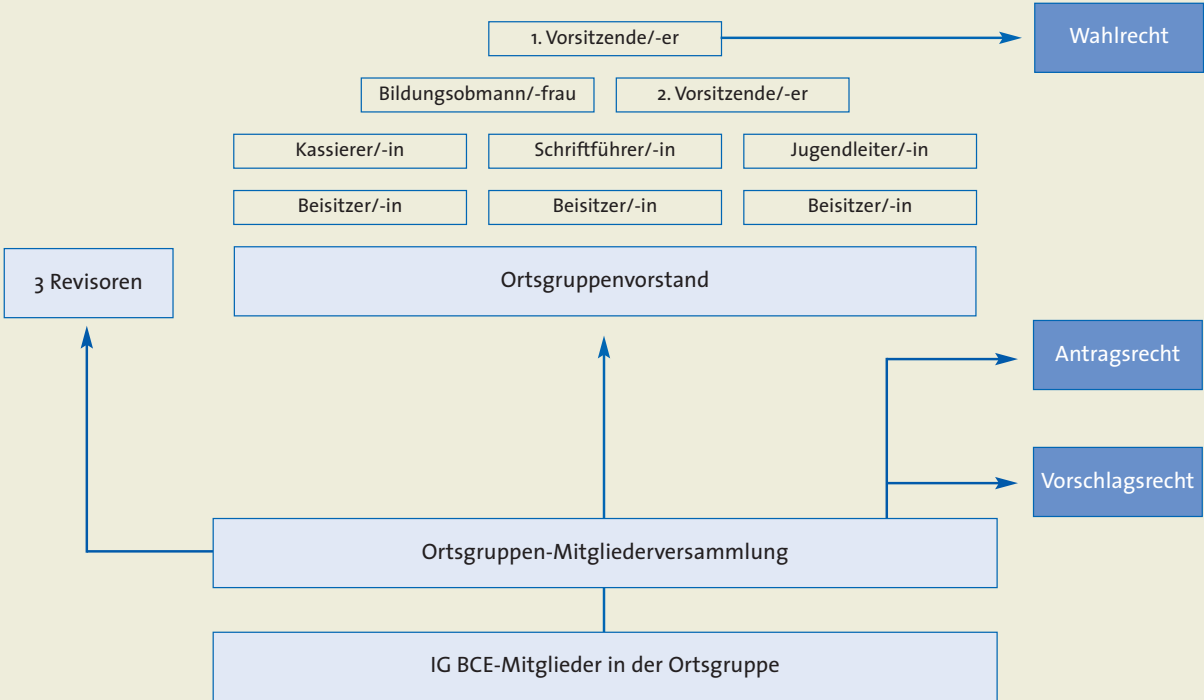 1. Vorsitzende/-er
Wahlrecht
Bildungsobmann/-frau
2. Vorsitzende/-er
Kassierer/-in
Schriftführer/-in
Jugendleiter/-in
Beisitzer/-in
Beisitzer/-in
Beisitzer/-in
3 Revisoren
Ortsgruppenvorstand
Antragsrecht
Vorschlagsrecht
Ortsgruppen-Mitgliederversammlung
IG BCE-Mitglieder in der Ortsgruppe